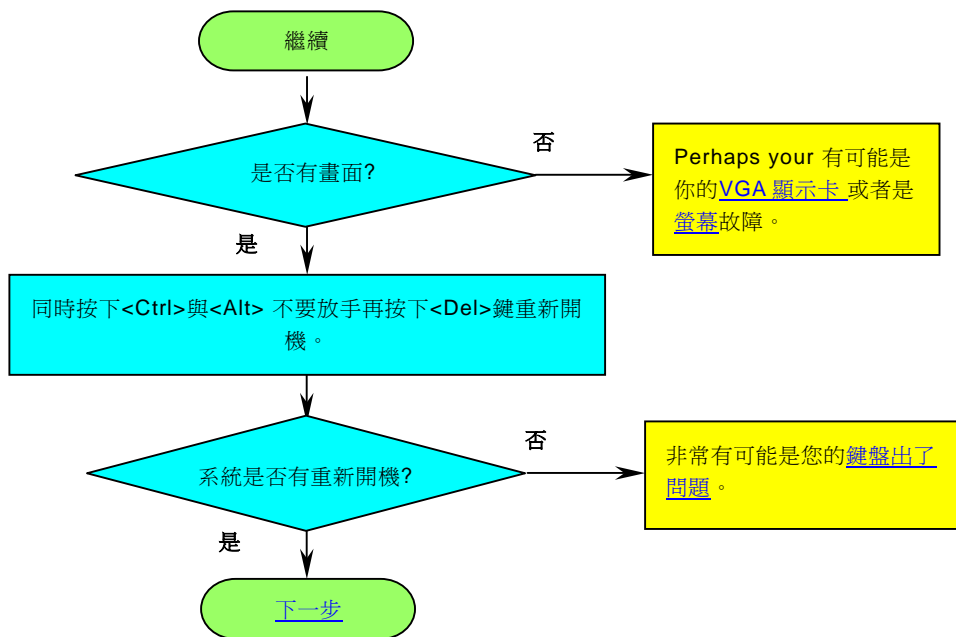 繼續
是否有畫面?
否
Perhaps your 有可能是
你的VGA 顯示卡 或者是
螢幕故障。
是
同時按下<Ctrl>與<Alt> 不要放手再按下<Del>鍵重新開
機。
系統是否有重新開機?
否
非常有可能是您的鍵盤出了
問題。
是
下一步